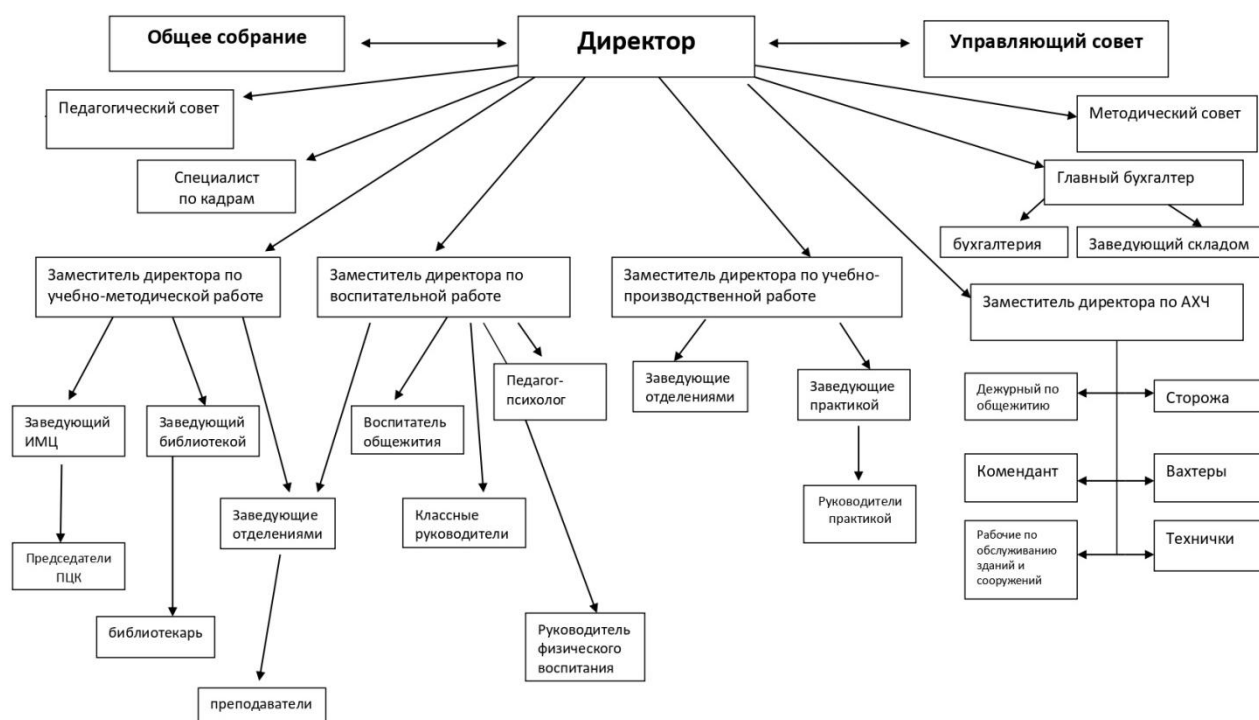 Общее собрание
Директор
Управляющий совет
Педагогический совет
Методический совет
Специалист
по кадрам
Главный бухгалтер
бухгалтерия
Заведующий складом
Заместитель директора по
учебно-методической работе
Заместитель директора по
воспитательной работе
Заместитель директора по учебно-
производственной работе
Заместитель директора по АХЧ
Педагог-
психолог
Заведующие
отделениями
Заведующие
практикой
Дежурный по
общежитию
Сторожа
Заведующий
ИМЦ
Заведующий
библиотекой
Воспитатель
общежития
Комендант
Вахтеры
Заведующие
отделениями
Классные
руководители
Руководители
практикой
Рабочие по
обслуживанию
зданий и
сооружений
Технички
Председатели
ПЦК
библиотекарь
Руководитель
физического
воспитания
преподаватели